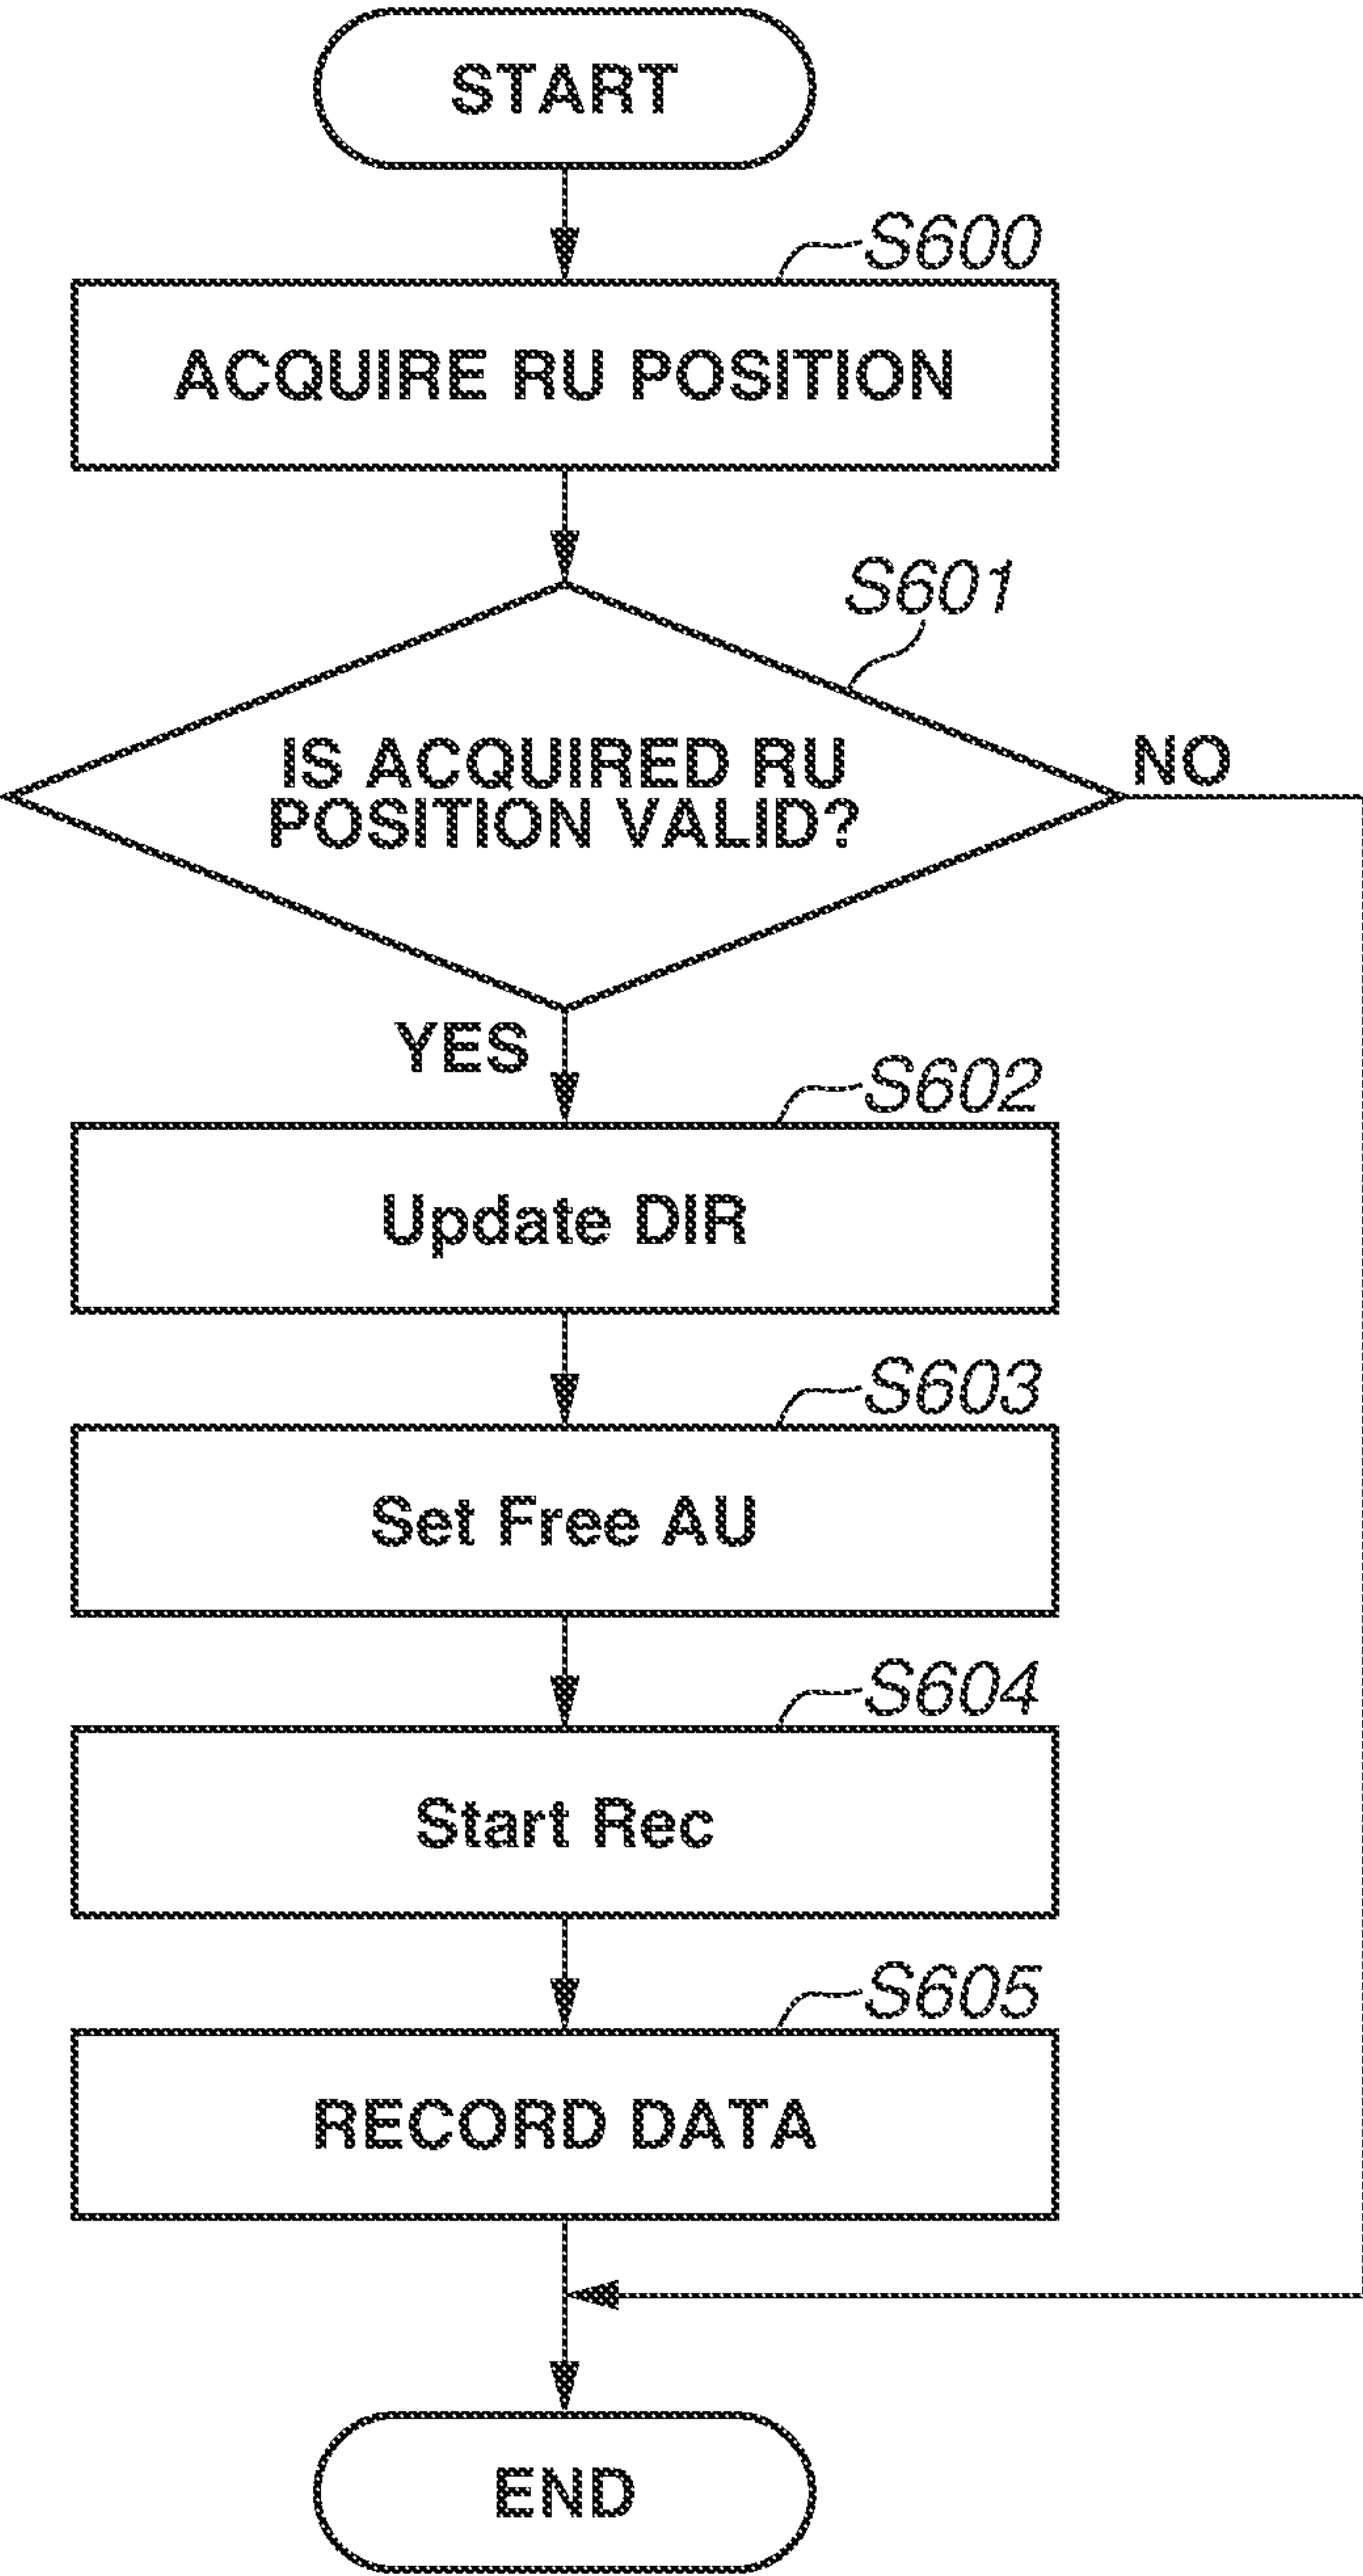 START
S600
ACQUIRE RU POSITION
S601
IS ACQUIRED RU
POSITION VALID?
NO
YES
S602
Update DIR
S603
Set Free AU
S604
Start Rec
S605
RECORD DATA
END